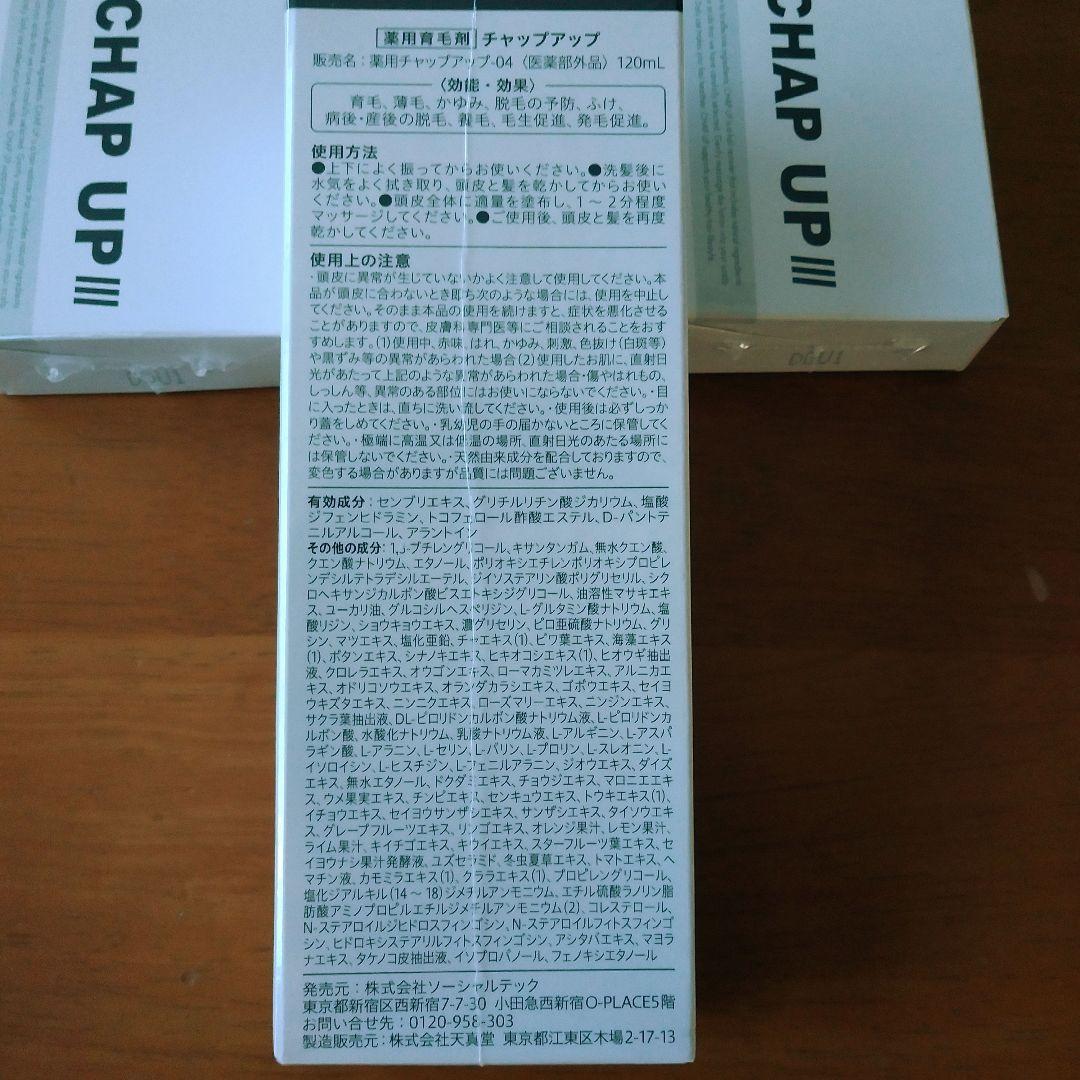 CHAP UP
CHAP UP
薬用育毛剤 チャップアップ
販売名：薬用チャップアップ-04〈医薬部外品〉120mL
〈効能・効果〉
育毛、薄毛、かゆみ、脱毛の予防、ふけ、
病後・産後の脱毛、養毛、毛生促進、発毛促進。
使用方法
●上下によく振ってからお使いください。●洗髪後に
水気をよく拭き取り、頭皮と髪を乾かしてからお使い
ください。●頭皮全体に適量を塗布し、1～2分程度
マッサージしてください。●ご使用後、頭皮と髪を再度
乾かしてください。
使用上の注意
・頭皮に異常が生じていないかよく注意して使用してください。本
品が頭皮に合わないとき即ち次のような場合には、使用を中止し
てください。そのまま本品の使用を続けますと、症状を悪化させる
ことがありますので、皮膚科専門医等にご相談されることをおす
すめします。(1)使用中、赤味、はれ、かゆみ、刺激、色抜け(白斑等)
や黒ずみ等の異常があらわれた場合(2)使用したお肌に、直射日
光があたって上記のような異常があらわれた場合・傷やはれもの、
しっしん等、異常のある部位にはお使いにならないでください。・目
に入ったときは、直ちに洗い流してください。・使用後は必ずしっか
り蓋をしめてください。・乳幼児の手の届かないところに保管してく
ださい。・極端に高温又は低温の場所、直射日光のあたる場所に
は保管しないでください。・天然由来成分を配合しておりますので、
変色する場合がありますが品質には問題ございません。
有効成分：センブリエキス、グリチルリチン酸ジカリウム、塩酸
ジフェンヒドラミン、トコフェロール酢酸エステル、D-パントテ
ニルアルコール、アラントイン
その他の成分：1,3-ブチレングリコール、キサンタンガム、無水クエン酸、
クエン酸ナトリウム、エタノール、ポリオキシエチレンポリオキシプロピレ
ンデシルテトラデシルエーテル、ジイソステアリン酸ポリグリセリル、シク
ロヘキサンジカルボン酸ビスエトキシジグリコール、油溶性マサキエキ
ス、ユーカリ油、グルコシルヘスペリジン、L-グルタミン酸ナトリウム、塩
酸リジン、ショウキョウエキス、濃グリセリン、ピロ亜硫酸ナトリウム、グリ
シン、マツエキス、塩化亜鉛、チャエキス(1)、ビワ葉エキス、海藻エキス
(1)、ボタンエキス、シナノキエキス、ヒキオコシエキス(1)、ヒオウギ抽出
液、クロレラエキス、オウゴンエキス、ローマカミツレエキス、アルニカエ
キス、オドリコソウエキス、オランダカラシエキス、ゴボウエキス、セイヨ
ウキズタエキス、ニンニクエキス、ローズマリーエキス、ニンジンエキス、
サクラ葉抽出液、DL-ピロリドンカルボン酸ナトリウム液、L-ピロリドンカ
ルボン酸、水酸化ナトリウム、乳酸ナトリウム液、L-アルギニン、L-アスパ
ラギン酸、L-アラニン、L-セリン、L-バリン、L-プロリン、L-スレオニン、L-
イソロイシン、L-ヒスチジン、L-フェニルアラニン、ジオウエキス、ダイズ
エキス、無水エタノール、ドクダミエキス、チョウジエキス、マロニエエキ
ス、ウメ果実エキス、チンピエキス、センキュウエキス、トウキエキス(1)、
イチョウエキス、セイヨウサンザシエキス、サンザシエキス、タイソウエキ
ス、グレープフルーツエキス、リンゴエキス、オレンジ果汁、レモン果汁、
ライム果汁、キイチゴエキス、キウイエキス、スターフルーツ葉エキス、セ
イヨウナシ果汁発酵液、ユズセラミド、冬虫夏草エキス、トマトエキス、ヘ
マチン液、カモミラエキス(1)、クララエキス(1)、プロピレングリコール、
塩化ジアルキル(14～18)ジメチルアンモニウム、エチル硫酸ラノリン脂
肪酸アミノプロピルエチルジメチルアンモニウム(2)、コレステロール、
N-ステアロイルジヒドロスフィンゴシン、N-ステアロイルフィトスフィンゴ
シン、ヒドロキシステアリルフィトスフィンゴシン、アシタバエキス、マヨラ
ナエキス、タケノコ皮抽出液、イソプロパノール、フェノキシエタノール
発売元：株式会社ソーシャルテック
東京都新宿区西新宿7-7-30 小田急西新宿O-PLACE5階
お問い合せ先：0120-958-303
製造販売元：株式会社天真堂 東京都江東区木場2-17-13